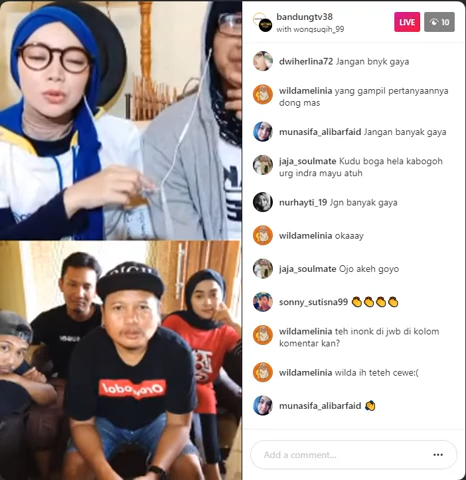 bandungtv38
with wongsuqih_99
LIVE
10
dwiherlina72 Jangan bnyk gaya
wildamelinia yang gampil pertanyaannya
dong mas
munasifa_alibarfaid Jangan banyak gaya
jaja_soulmate Kudu boga hela kabogoh
urg indra mayu atuh
nurhayti_19 Jgn banyak gaya
wildamelinia okaaay
jaja_soulmate Ojo akeh goyo
sonny_sutisna99 👏👏👏👏
wildamelinia teh inonk di jwb di kolom
komentar kan?
wildamelinia wilda ih teteh cewe:(
munasifa_alibarfaid 👏
Add a comment...